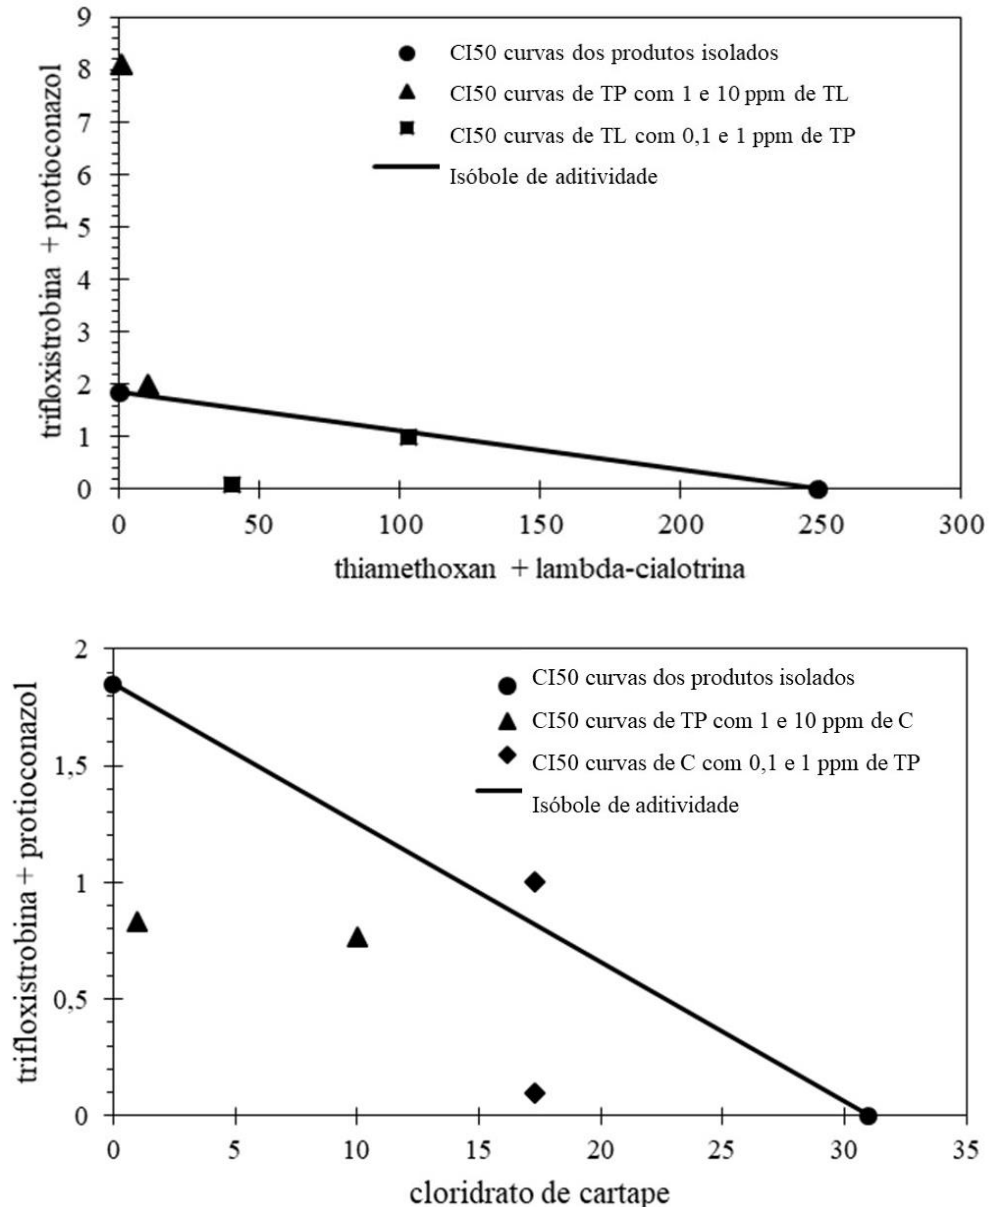 9
8
7
6
5
4
3
2
1
0
trifloxistrobina + protioconazol
CI50 curvas dos produtos isolados
CI50 curvas de TP com 1 e 10 ppm de TL
CI50 curvas de TL com 0,1 e 1 ppm de TP
Isóbole de aditividade
0 50 100 150 200 250 300
thiamethoxan + lambda-cialotrina
2
1,5
1
0,5
0
trifloxistrobina + protioconazol
CI50 curvas dos produtos isolados
CI50 curvas de TP com 1 e 10 ppm de C
CI50 curvas de C com 0,1 e 1 ppm de TP
Isóbole de aditividade
0 5 10 15 20 25 30 35
cloridrato de cartape